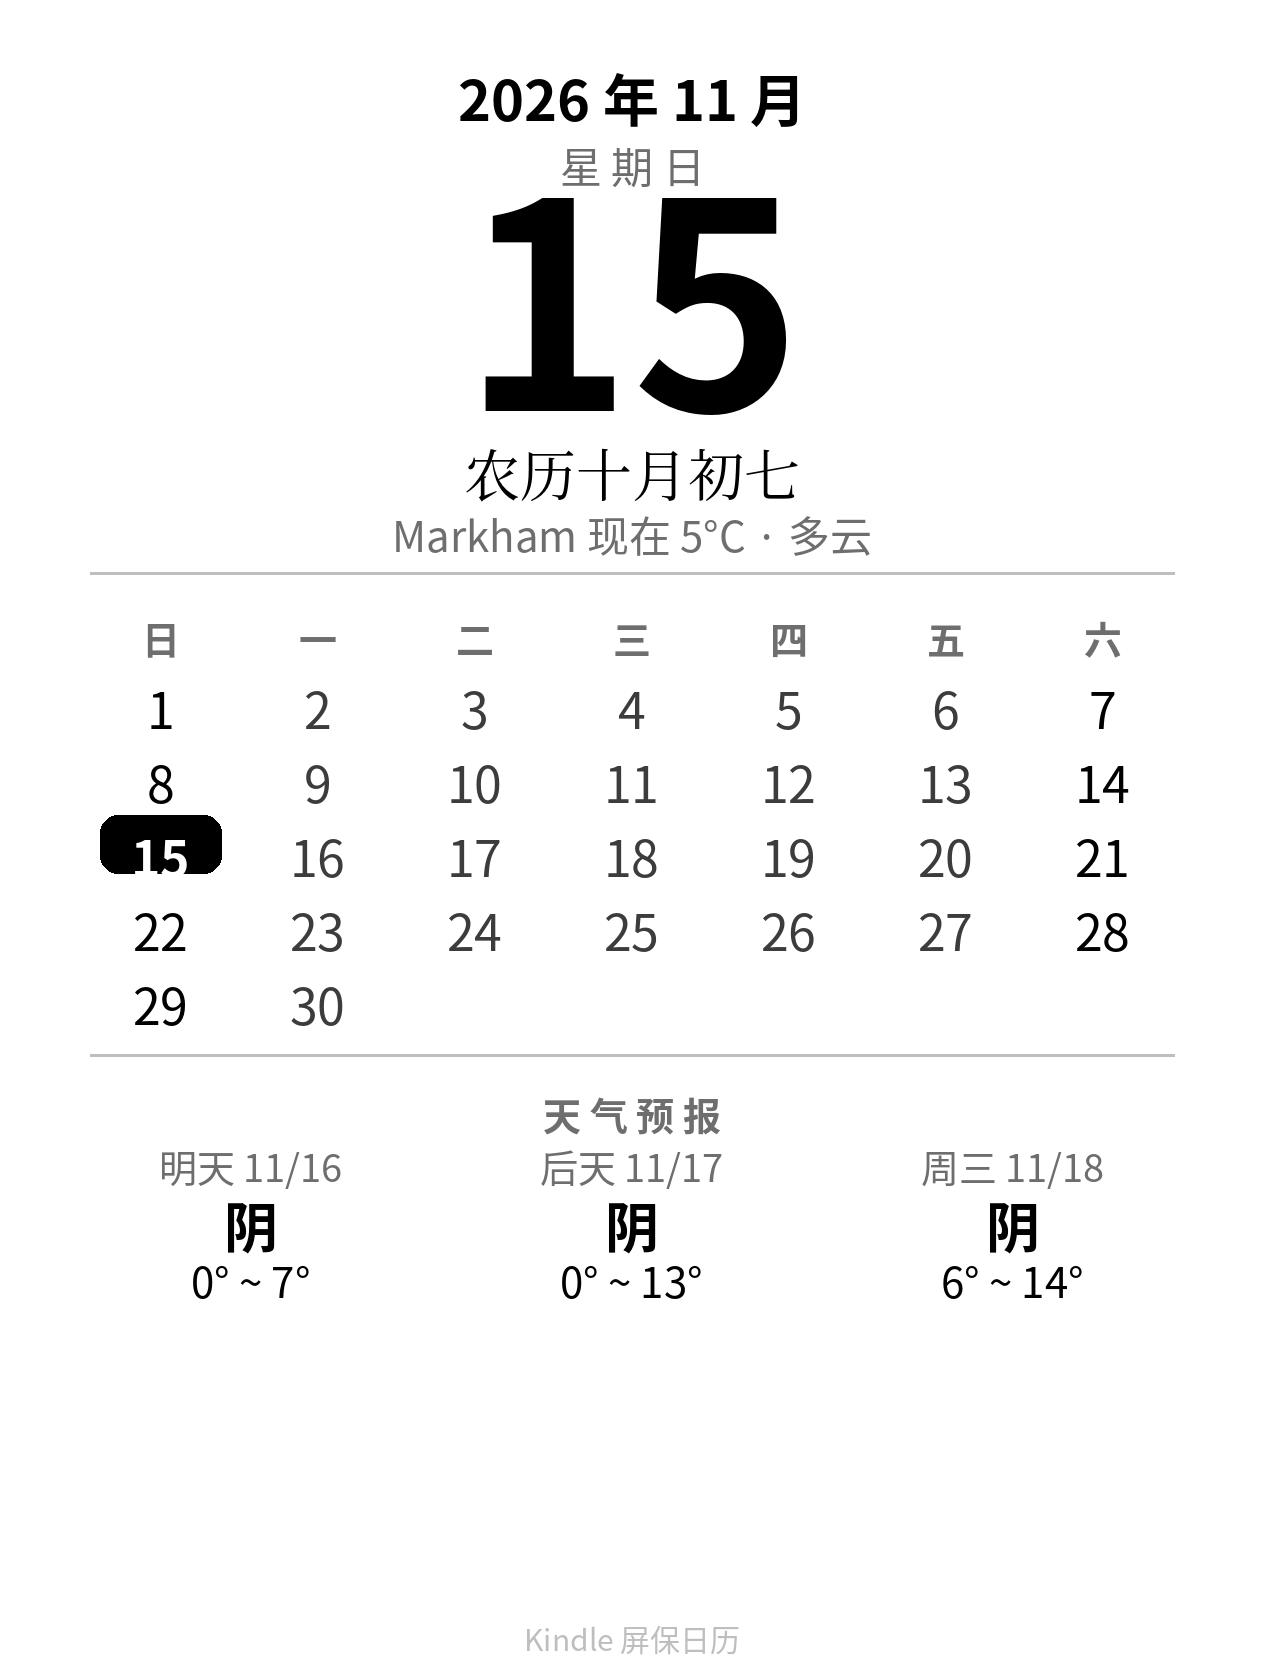 2026 年 11 月
星期日
15
农历十月初七
Markham 现在 5°C · 多云
日 一 二 三 四 五 六
1 2 3 4 5 6 7
8 9 10 11 12 13 14
15 16 17 18 19 20 21
22 23 24 25 26 27 28
29 30
天气预报
明天 11/16 后天 11/17 周三 11/18
阴 阴 阴
0° ~ 7° 0° ~ 13° 6° ~ 14°
Kindle 屏保日历